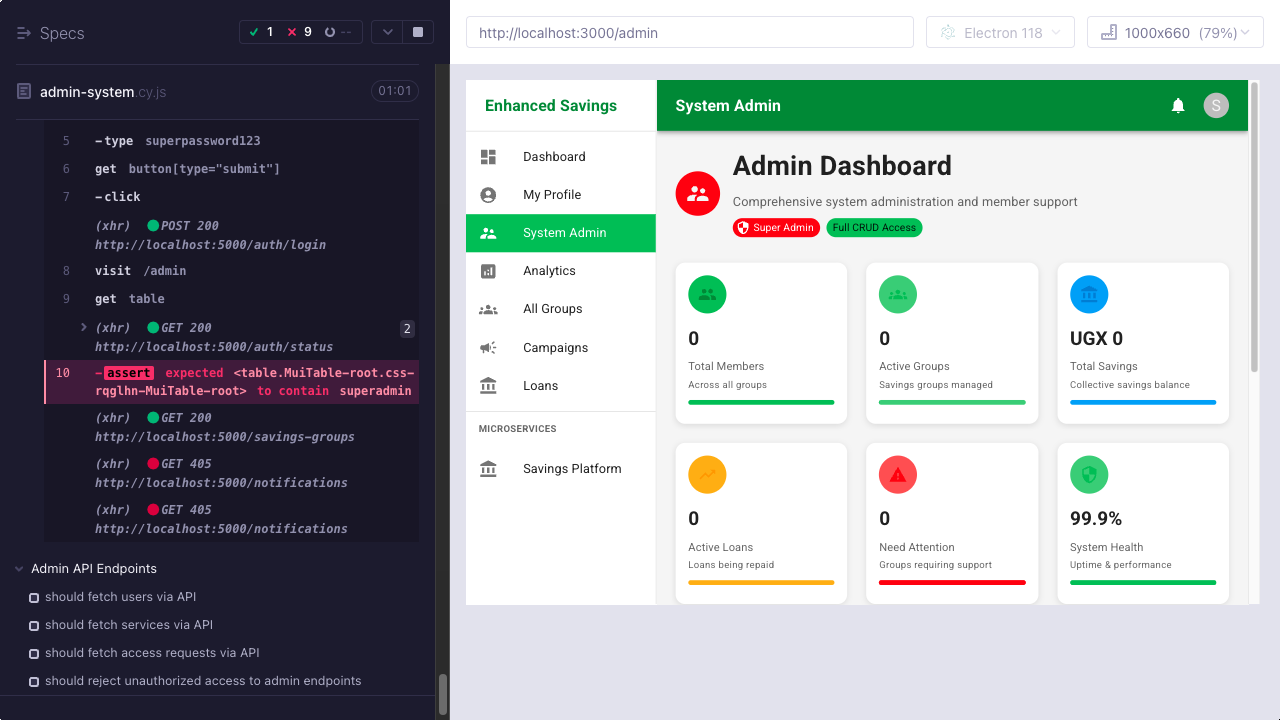 Specs
1
9
--
admin-system.cy.js
01:01
5 -type superpassword123
6 get button[type="submit"]
7 -click
(xhr) POST 200
http://localhost:5000/auth/login
8 visit /admin
9 get table
(xhr) GET 200
2
http://localhost:5000/auth/status
10 -assert expected <table.MuiTable-root.css-
rqglhn-MuiTable-root> to contain superadmin
(xhr) GET 200
http://localhost:5000/savings-groups
(xhr) GET 405
http://localhost:5000/notifications
(xhr) GET 405
http://localhost:5000/notifications
Admin API Endpoints
should fetch users via API
should fetch services via API
should fetch access requests via API
should reject unauthorized access to admin endpoints
http://localhost:3000/admin
Electron 118
1000x660 (79%)
Enhanced Savings
Dashboard
My Profile
System Admin
Analytics
All Groups
Campaigns
Loans
MICROSERVICES
Savings Platform
System Admin
S
Admin Dashboard
Comprehensive system administration and member support
Super Admin
Full CRUD Access
0
Total Members
Across all groups
0
Active Groups
Savings groups managed
UGX 0
Total Savings
Collective savings balance
0
Active Loans
Loans being repaid
0
Need Attention
Groups requiring support
99.9%
System Health
Uptime & performance